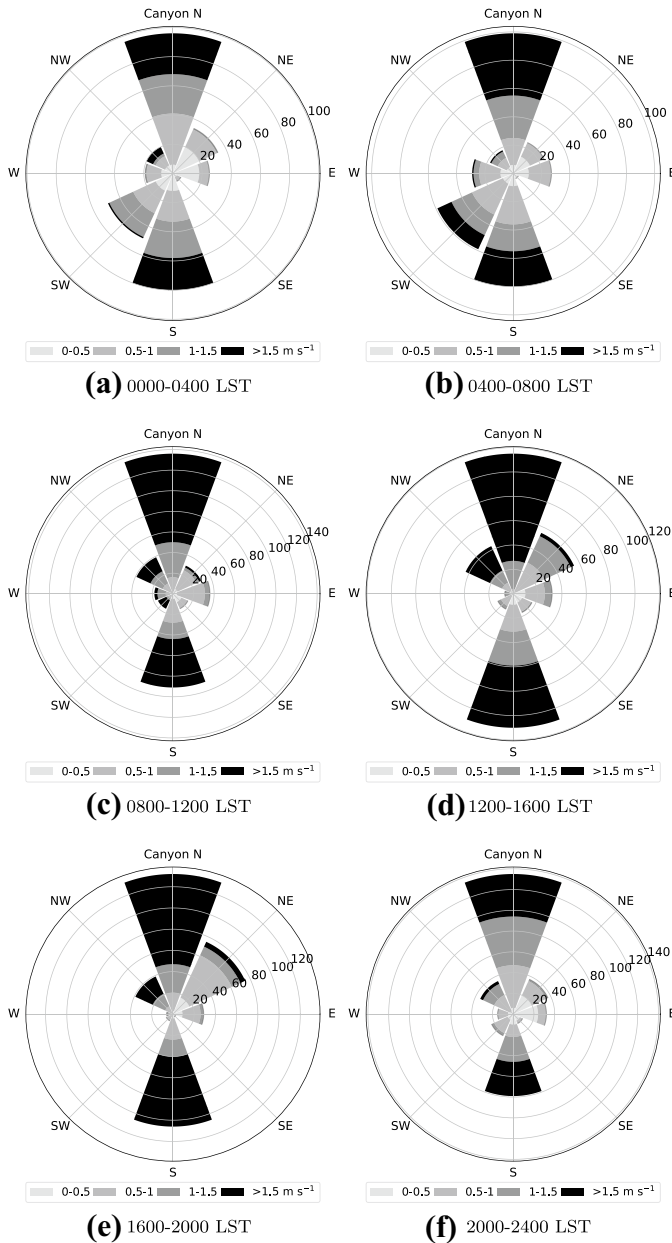 Canyon N Canyon N
NW NE NW NE
100 100
80 80
60 60
40 40
20 20
W E W E
SW SE SW SE
S S
0-0.5 0.5-1 1-1.5 >1.5 m s⁻¹ 0-0.5 0.5-1 1-1.5 >1.5 m s⁻¹
(a) 0000-0400 LST (b) 0400-0800 LST
Canyon N Canyon N
NW NE NW NE
140 120
120 100
100 80
80 60
60 40
40 20
20
W E W E
SW SE SW SE
S S
0-0.5 0.5-1 1-1.5 >1.5 m s⁻¹ 0-0.5 0.5-1 1-1.5 >1.5 m s⁻¹
(c) 0800-1200 LST (d) 1200-1600 LST
Canyon N Canyon N
NW NE NW NE
120 140
100 120
80 100
60 80
40 60
20 40
20
W E W E
SW SE SW SE
S S
0-0.5 0.5-1 1-1.5 >1.5 m s⁻¹ 0-0.5 0.5-1 1-1.5 >1.5 m s⁻¹
(e) 1600-2000 LST (f) 2000-2400 LST